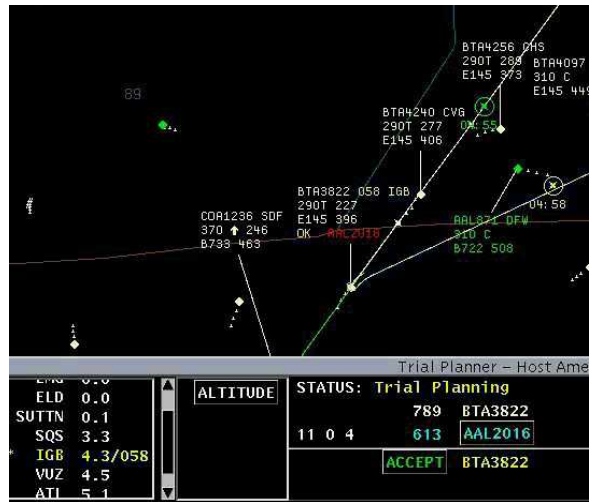 BTA4256 CHS
290T 289
E145 373
BTA4097
310 C
E145 449
89
BTA4240 CVG
290T 277
E145 406
04:55
BTA3822 058 IGB
290T 227
E145 396
OK AAL2016
04:58
COA1236 SDF
370 ↑ 246
B733 463
AAL871 DFW
310 C
B722 508
Trial Planner – Host Ame
ELD 0.0
SUTTN 0.1
SQS 3.3
* IGB 4.3/058
VUZ 4.5
ATL 5.1
ALTITUDE
STATUS: Trial Planning
789 BTA3822
11 0 4 613 AAL2016
ACCEPT BTA3822